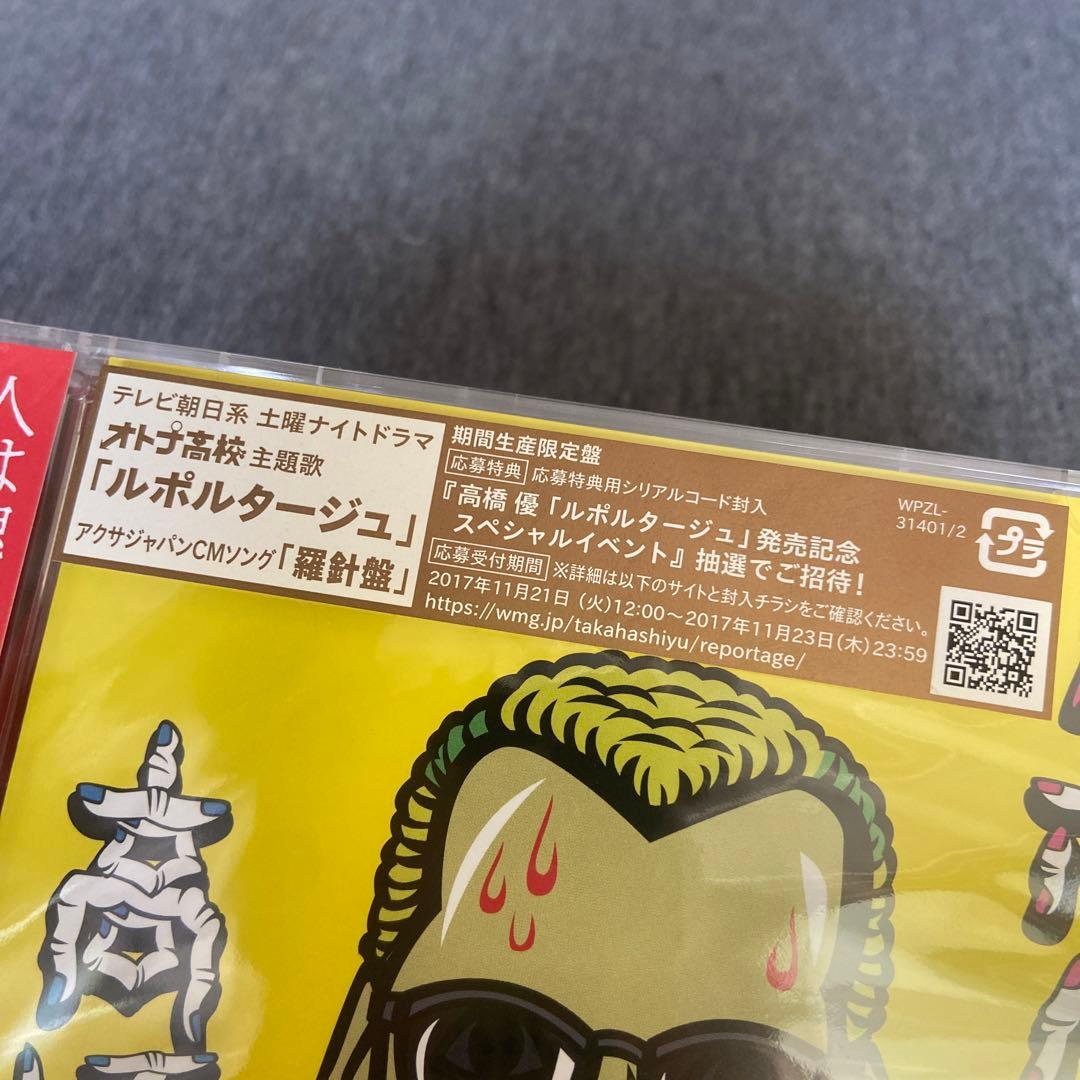 人は
テレビ朝日系 土曜ナイトドラマ
オトナ高校 主題歌
「ルポルタージュ」
アクサジャパンCMソング「羅針盤」
期間生産限定盤
応募特典 応募特典用シリアルコード封入
『高橋 優「ルポルタージュ」発売記念
スペシャルイベント』抽選でご招待!
応募受付期間 ※詳細は以下のサイトと封入チラシをご確認ください。
2017年11月21日 (火)12:00〜2017年11月23日(木)23:59
https://wmg.jp/takahashiyu/reportage/
WPZL-
31401/2
プラ